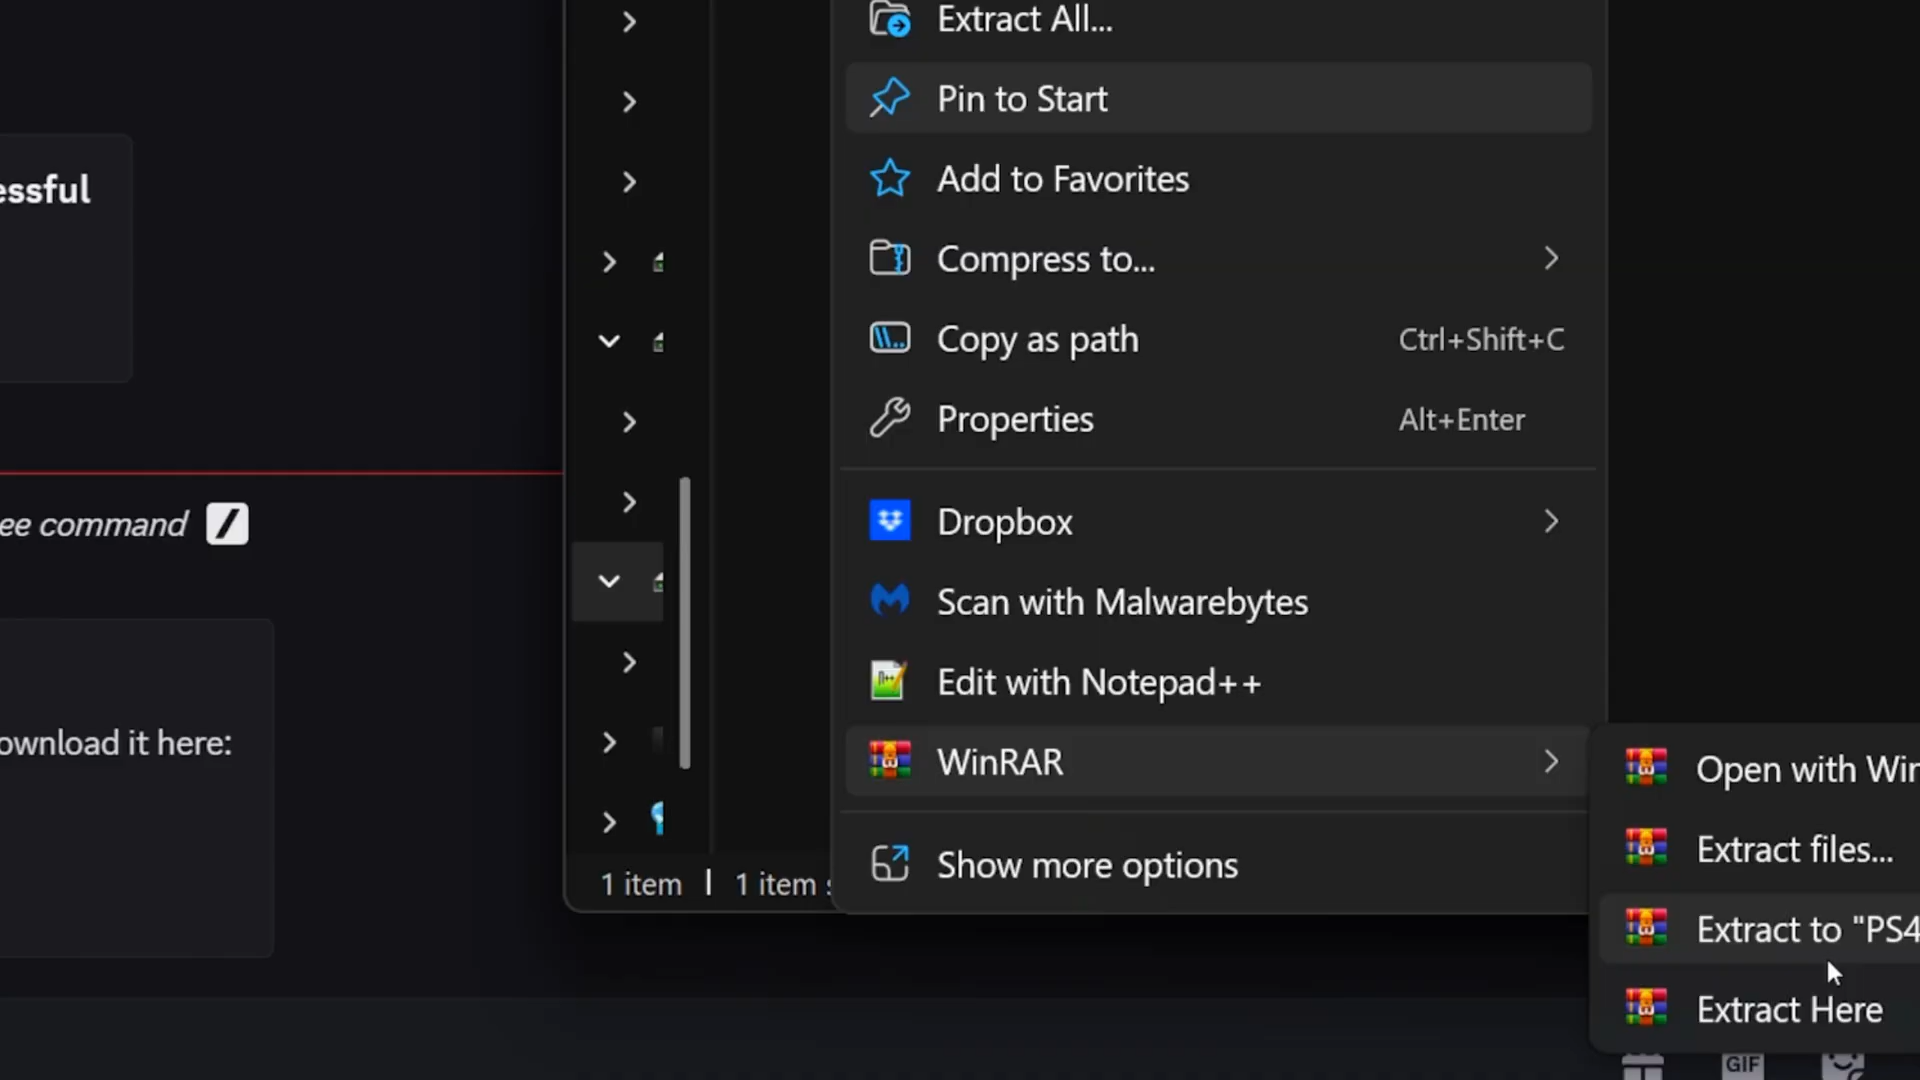 Extract All...
Pin to Start
essful
Add to Favorites
Compress to...
Copy as path Ctrl+Shift+C
Properties Alt+Enter
ee command /
Dropbox
Scan with Malwarebytes
Edit with Notepad++
ownload it here:
WinRAR
Open with Win
Extract files...
Show more options
1 item | 1 item s
Extract to "PS4
Extract Here
GIF